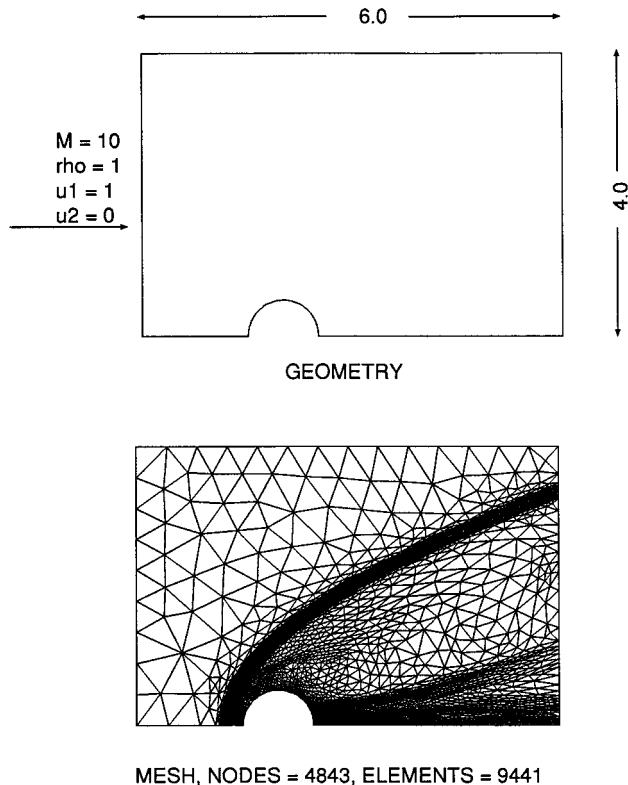 6.0
M = 10
rho = 1
u1 = 1
u2 = 0
4.0
GEOMETRY
MESH, NODES = 4843, ELEMENTS = 9441